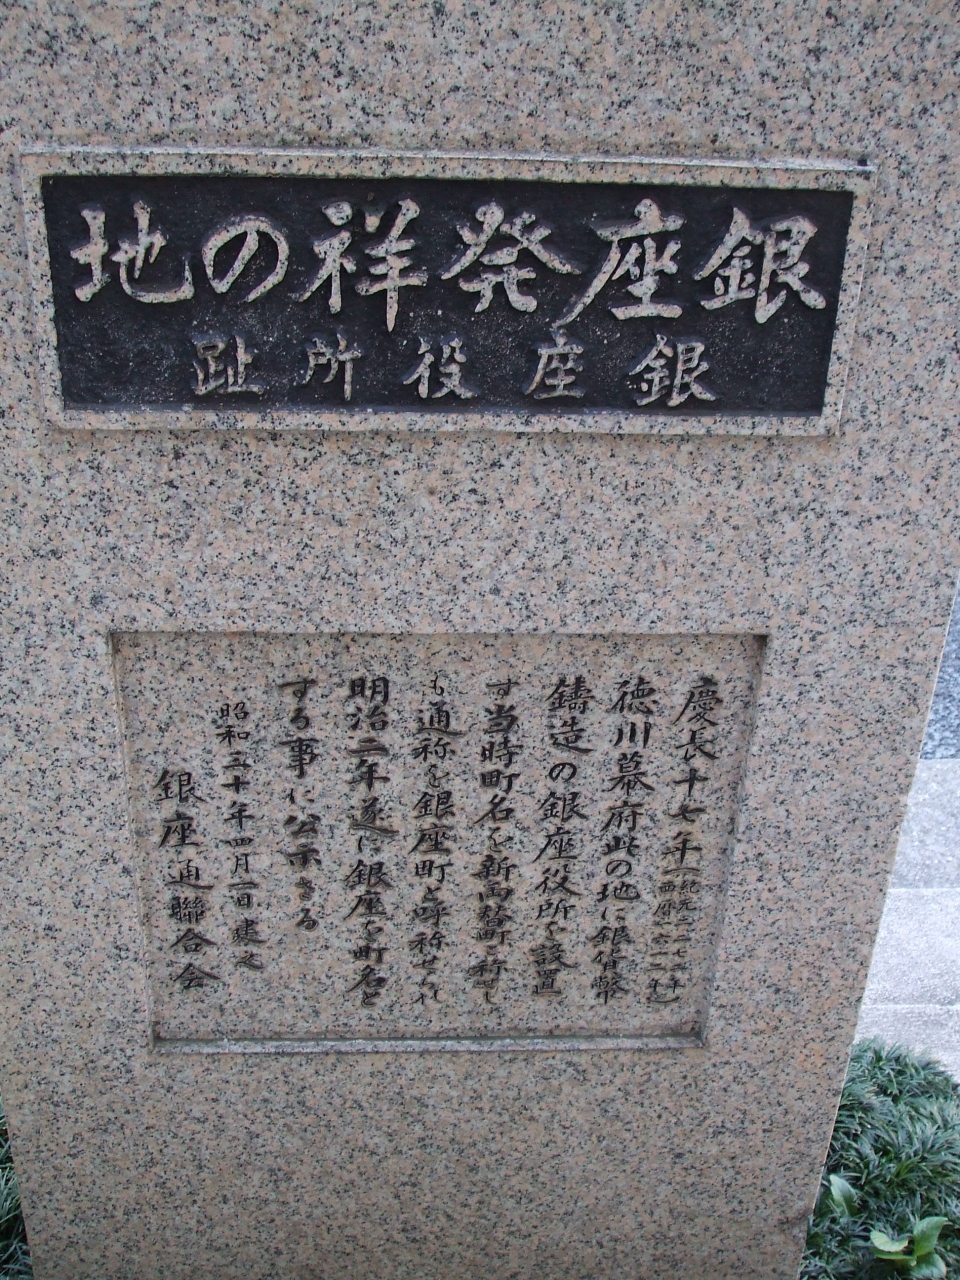 銀座発祥の地
銀座役所趾
慶長十七年(紀元二二七二年)(西暦一六一二年)
徳川幕府此の地に銀貨幣
鋳造の銀座役所を設置
す当時町名を新両替町と称せし
も通称を銀座町と呼称せられ
明治二年遂に銀座を町名と
する事に公示さる
昭和三十年四月一日建之
銀座通聯合会